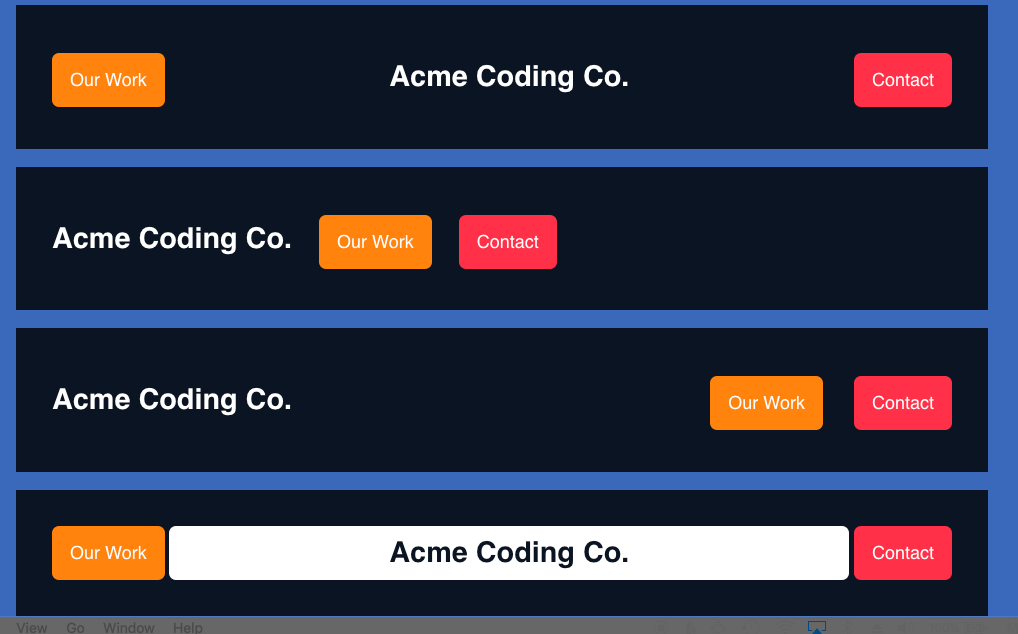 Our Work Acme Coding Co. Contact
Acme Coding Co. Our Work Contact
Acme Coding Co. Our Work Contact
Our Work Acme Coding Co. Contact
View Go Window Help